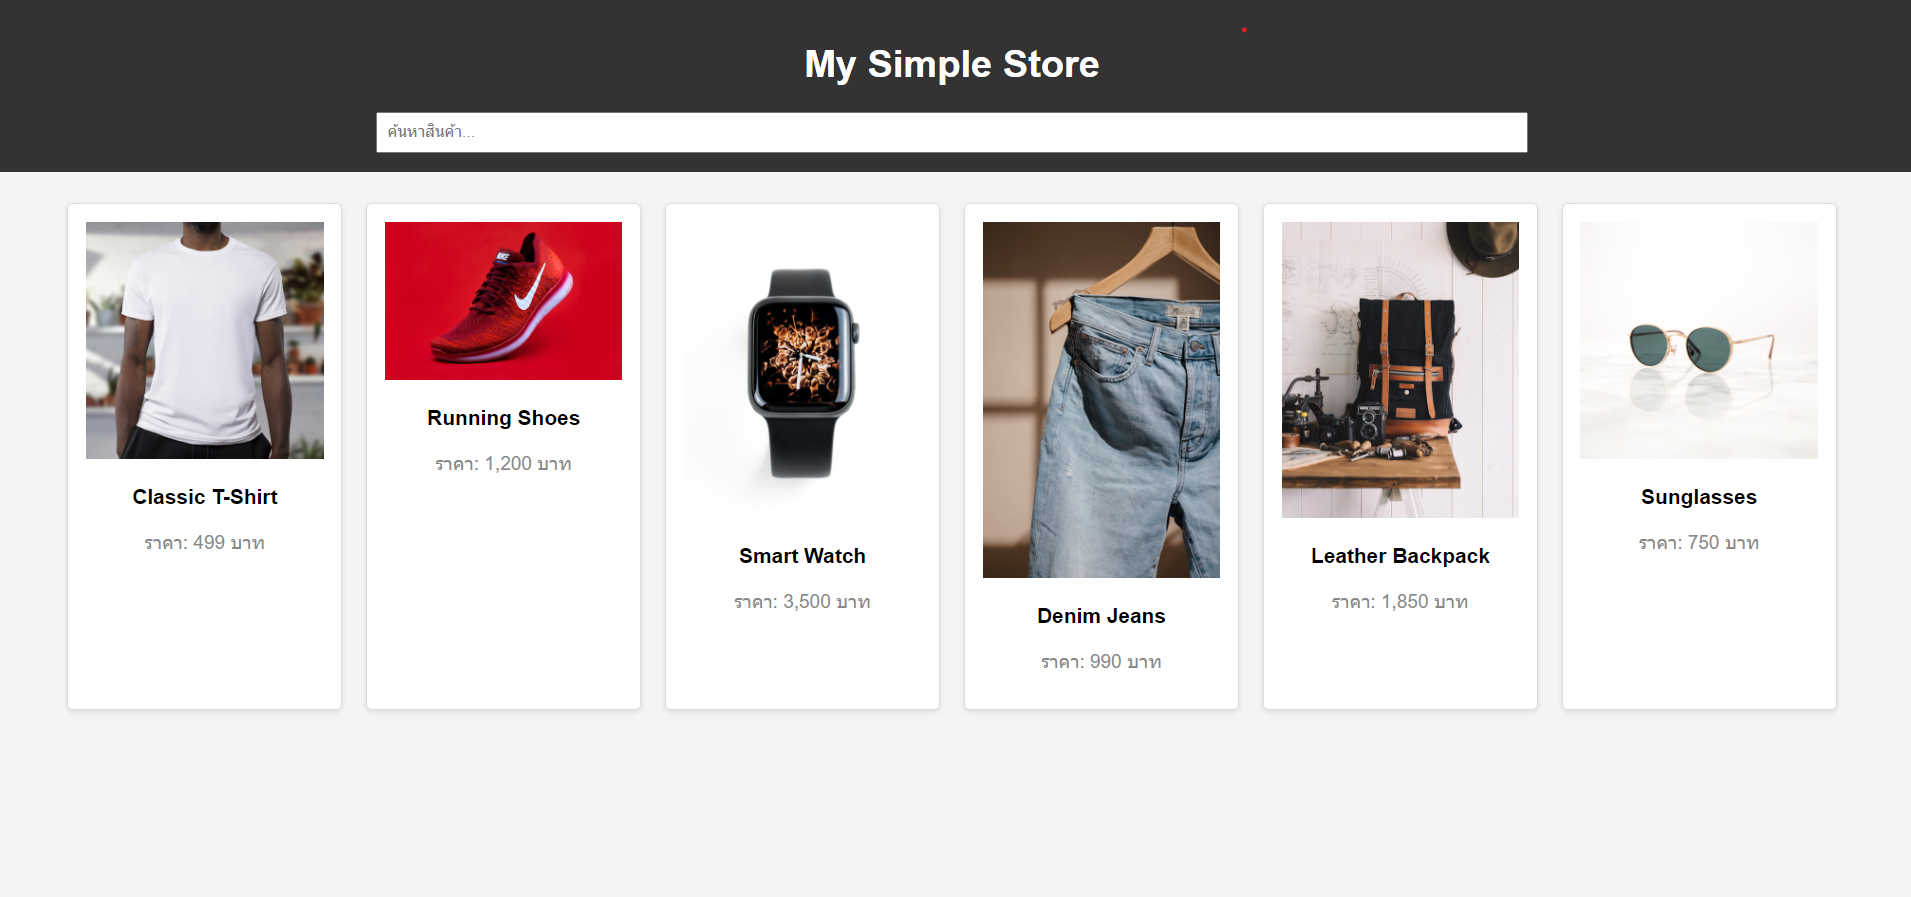 My Simple Store
ค้นหาสินค้า...
Classic T-Shirt
ราคา: 499 บาท
NIKE
Running Shoes
ราคา: 1,200 บาท
Smart Watch
ราคา: 3,500 บาท
Denim Jeans
ราคา: 990 บาท
Leather Backpack
ราคา: 1,850 บาท
Sunglasses
ราคา: 750 บาท